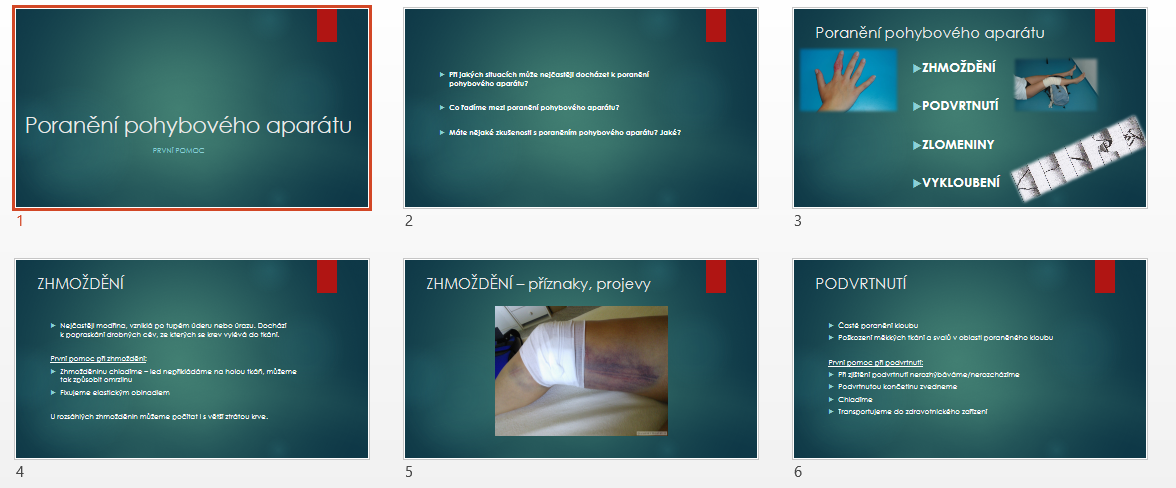 Poranění pohybového aparátu
PRVNÍ POMOC
1
Při jakých situacích může nejčastěji docházet k poranění
pohybového aparátu?
Co řadíme mezi poranění pohybového aparátu?
Máte nějaké zkušenosti s poraněním pohybového aparátu? Jaké?
2
Poranění pohybového aparátu
ZHMOŽDĚNÍ
PODVRTNUTÍ
ZLOMENINY
VYKLOUBENÍ
3
ZHMOŽDĚNÍ
Nejčastěji modřina, vzniklá po tupém úderu nebo úrazu. Dochází
k popraskání drobných cév, ze kterých se krev vylévá do tkání.
První pomoc při zhmoždění:
Zhmožděninu chladíme – led nepřikládáme na holou tkáň, můžeme
tak způsobit omrzlinu
Fixujeme elastickým obinadlem
U rozsáhlých zhmožděnin můžeme počítat i s větší ztrátou krve.
4
ZHMOŽDĚNÍ – příznaky, projevy
5
PODVRTNUTÍ
Časté poranění kloubu
Poškození měkkých tkání a svalů v oblasti poraněného kloubu
První pomoc při podvrtnutí:
Při zjištění podvrtnutí nerozhýbáváme/nerozcházíme
Podvrtnutou končetinu zvedneme
Chladíme
Transportujeme do zdravotnického zařízení
6